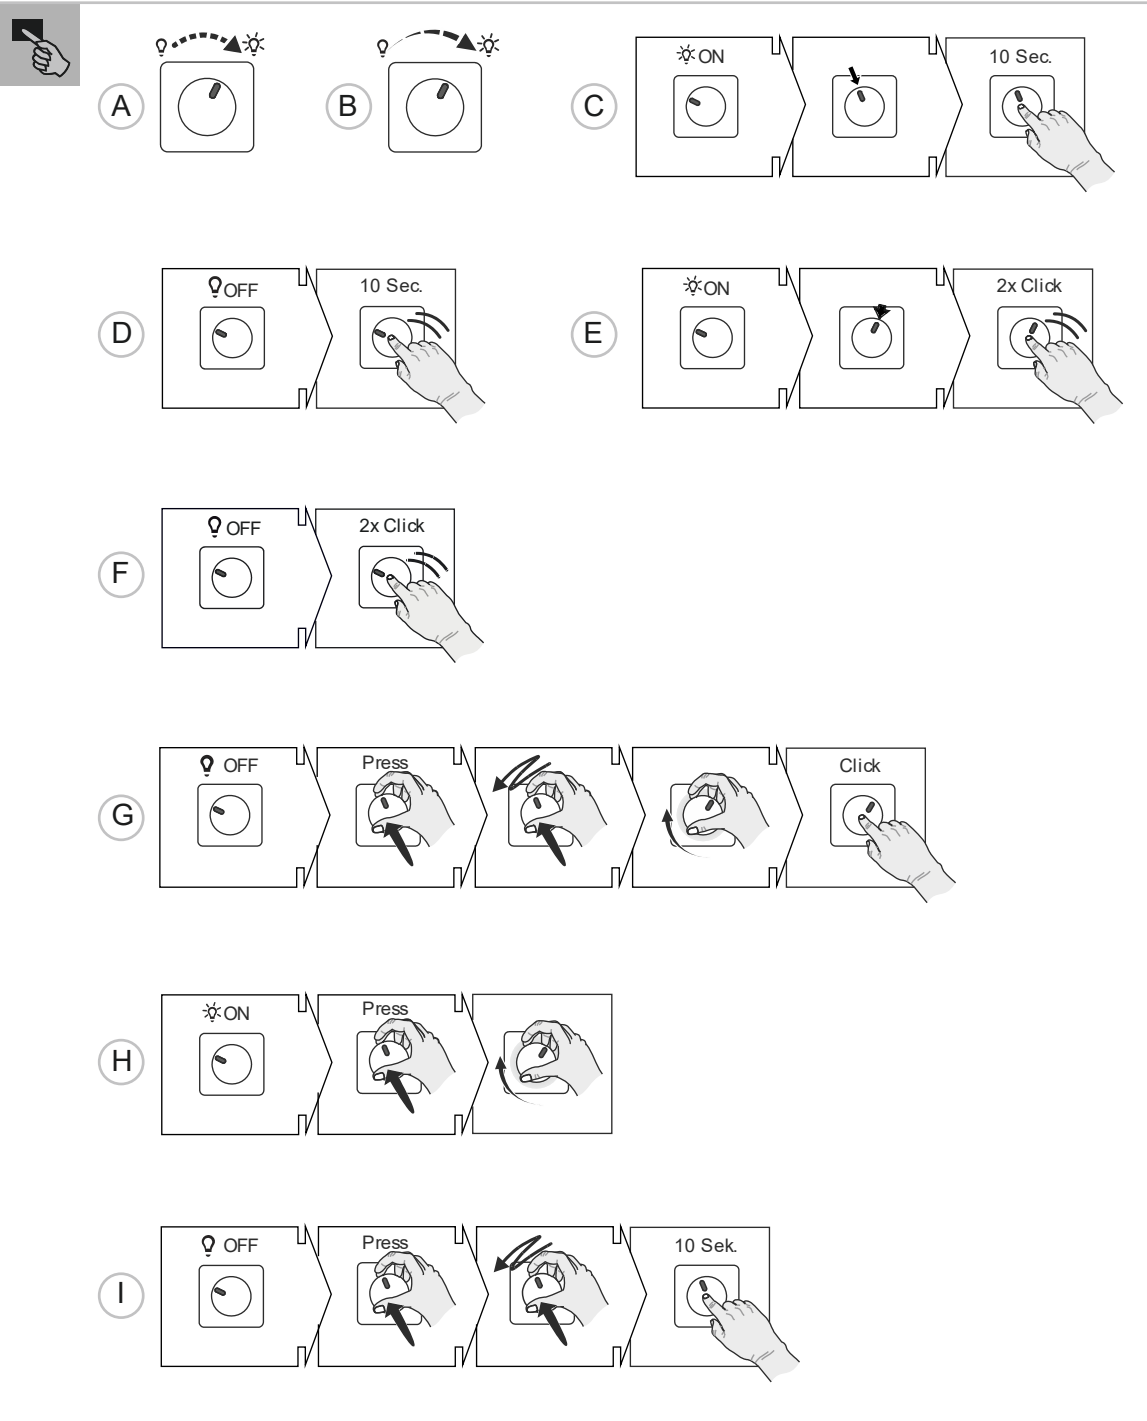 A
B
C
ON
10 Sec.
D
OFF
10 Sec.
E
ON
2x Click
F
OFF
2x Click
G
OFF
Press
Click
H
ON
Press
I
OFF
Press
10 Sek.